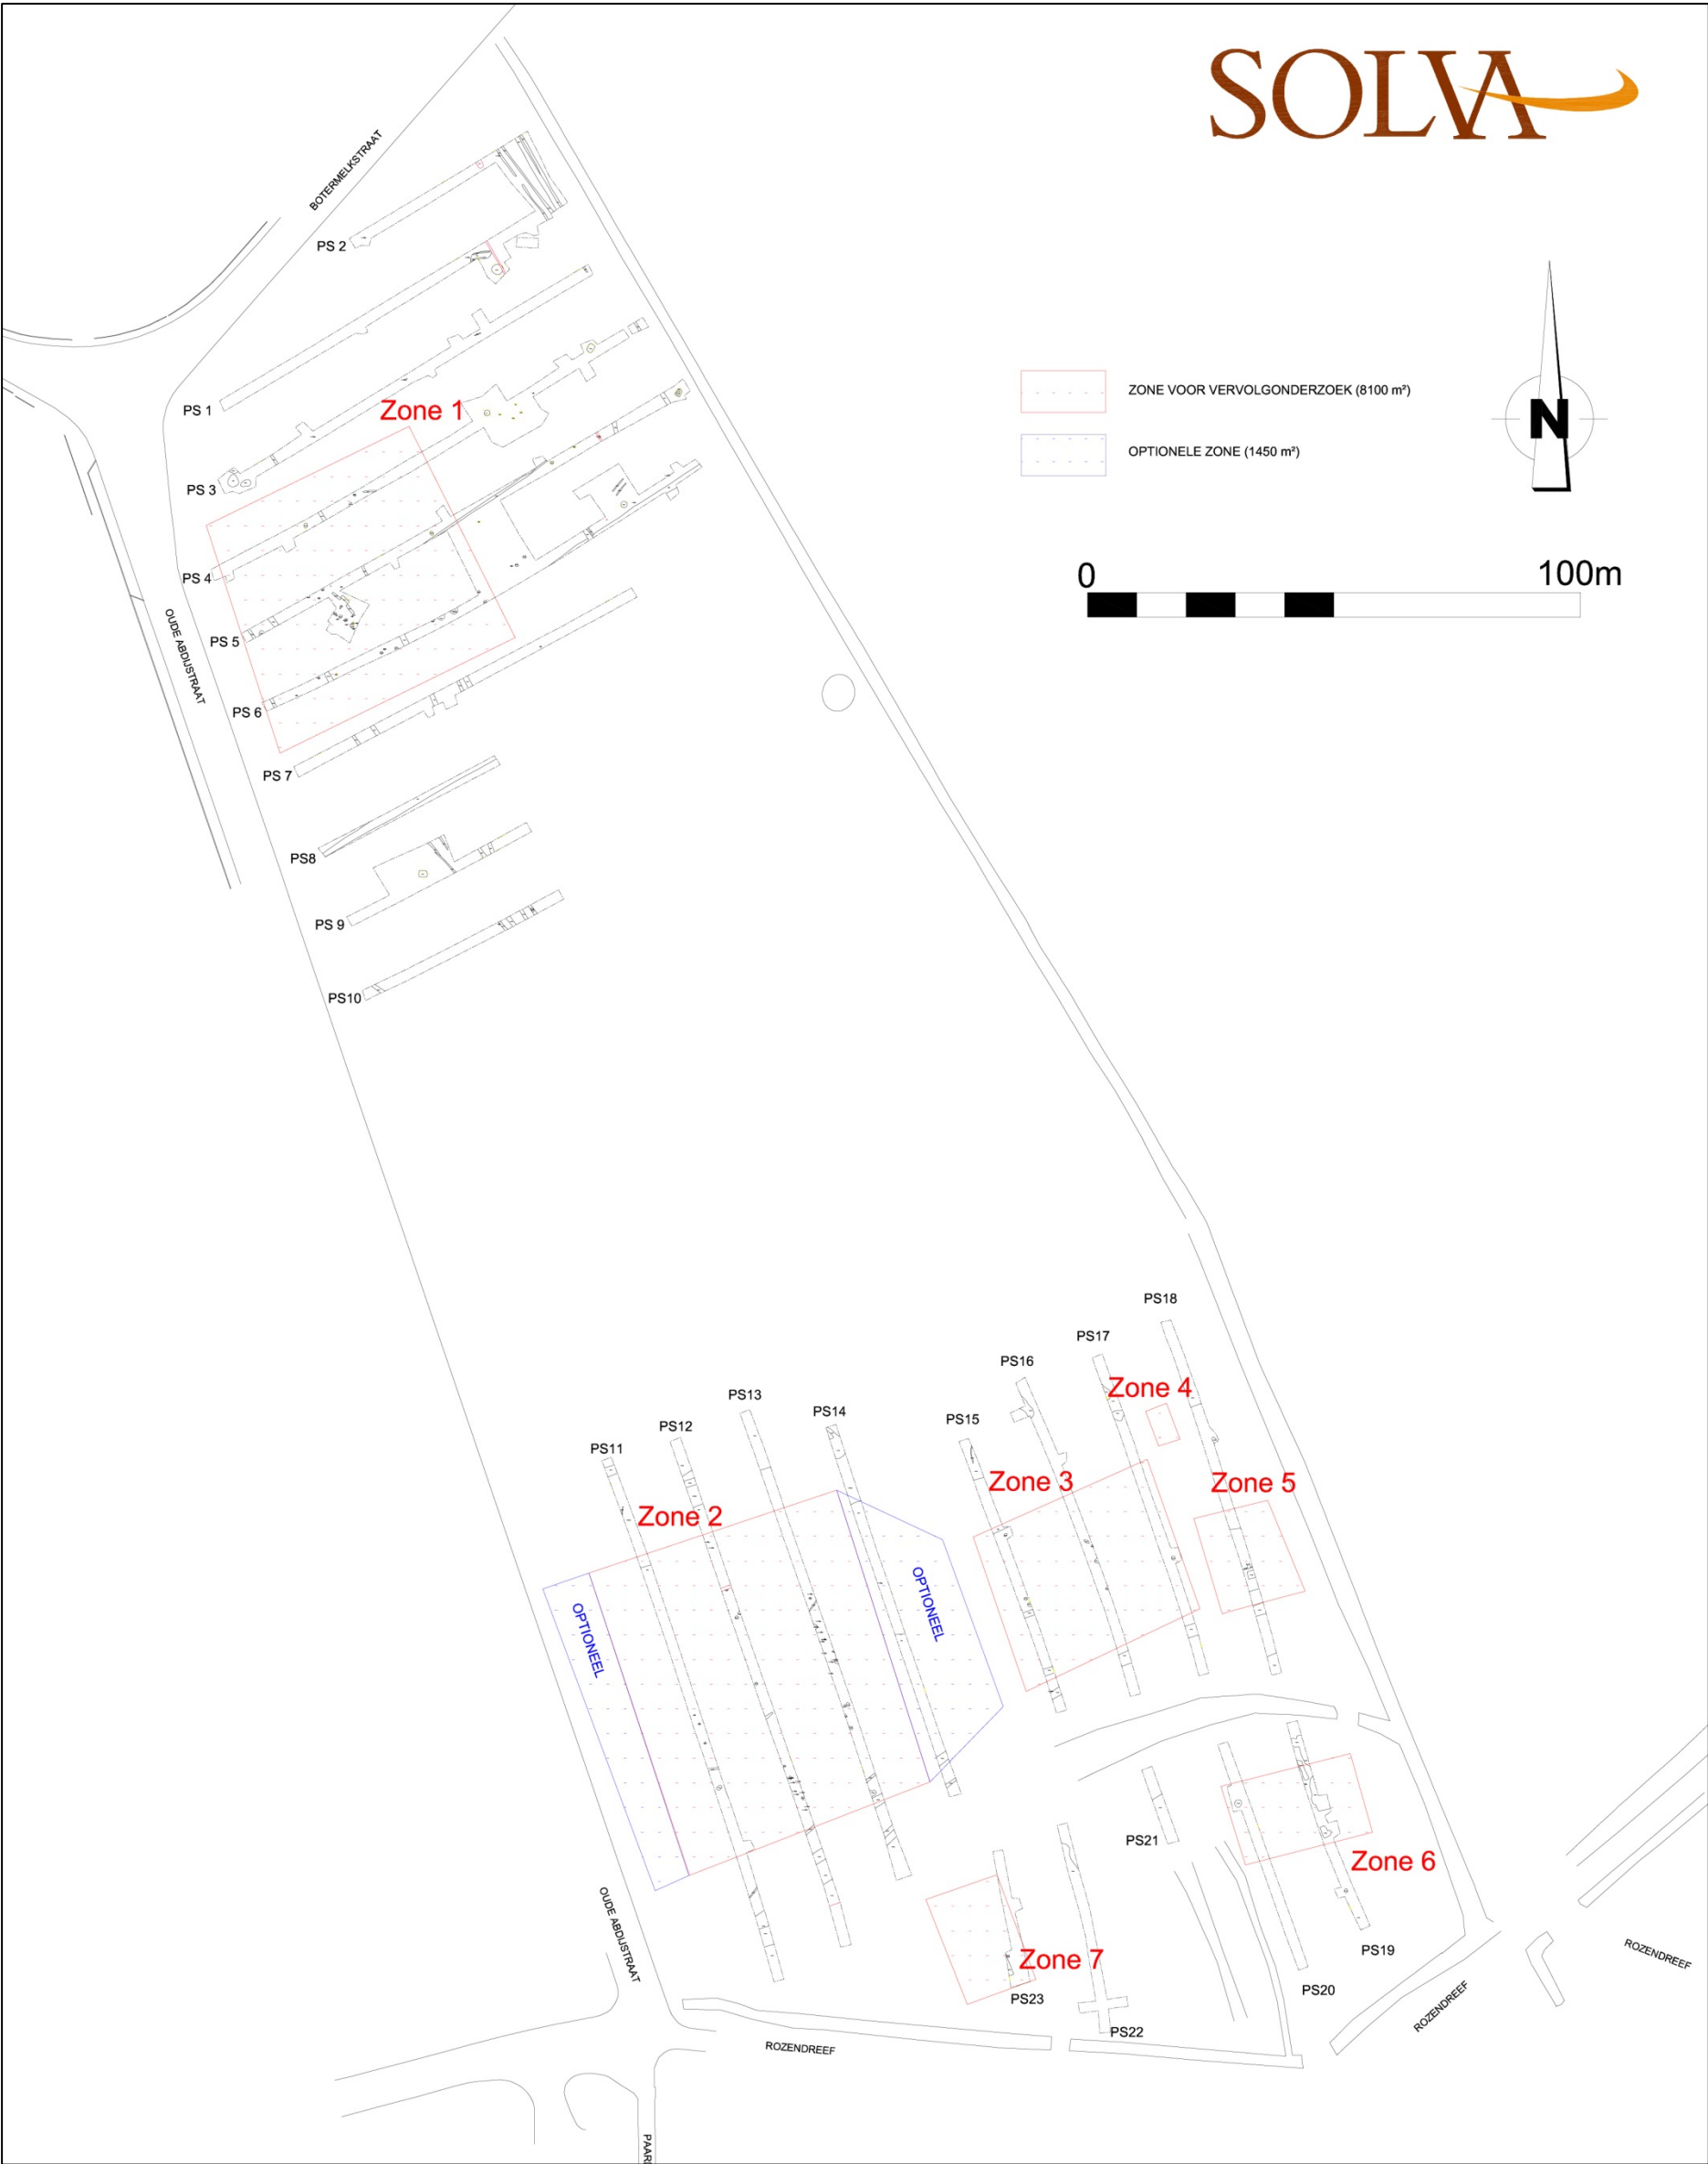 SOLVA
BOTERMELKSTRAAT
PS 2
PS 1
Zone 1
PS 3
PS 4
PS 5
OUDE ABDIJSTRAAT
PS 6
PS 7
PS8
PS 9
PS10
ZONE VOOR VERVOLGONDERZOEK (8100 m²)
OPTIONELE ZONE (1450 m²)
N
0
100m
PS18
PS17
PS16
Zone 4
PS13
PS14
PS15
PS12
PS11
Zone 3
Zone 5
Zone 2
OPTIONEEL
OPTIONEEL
PS21
Zone 6
OUDE ABDIJSTRAAT
Zone 7
PS19
PS20
PS23
PS22
ROZENDREEF
ROZENDREEF
ROZENDREEF